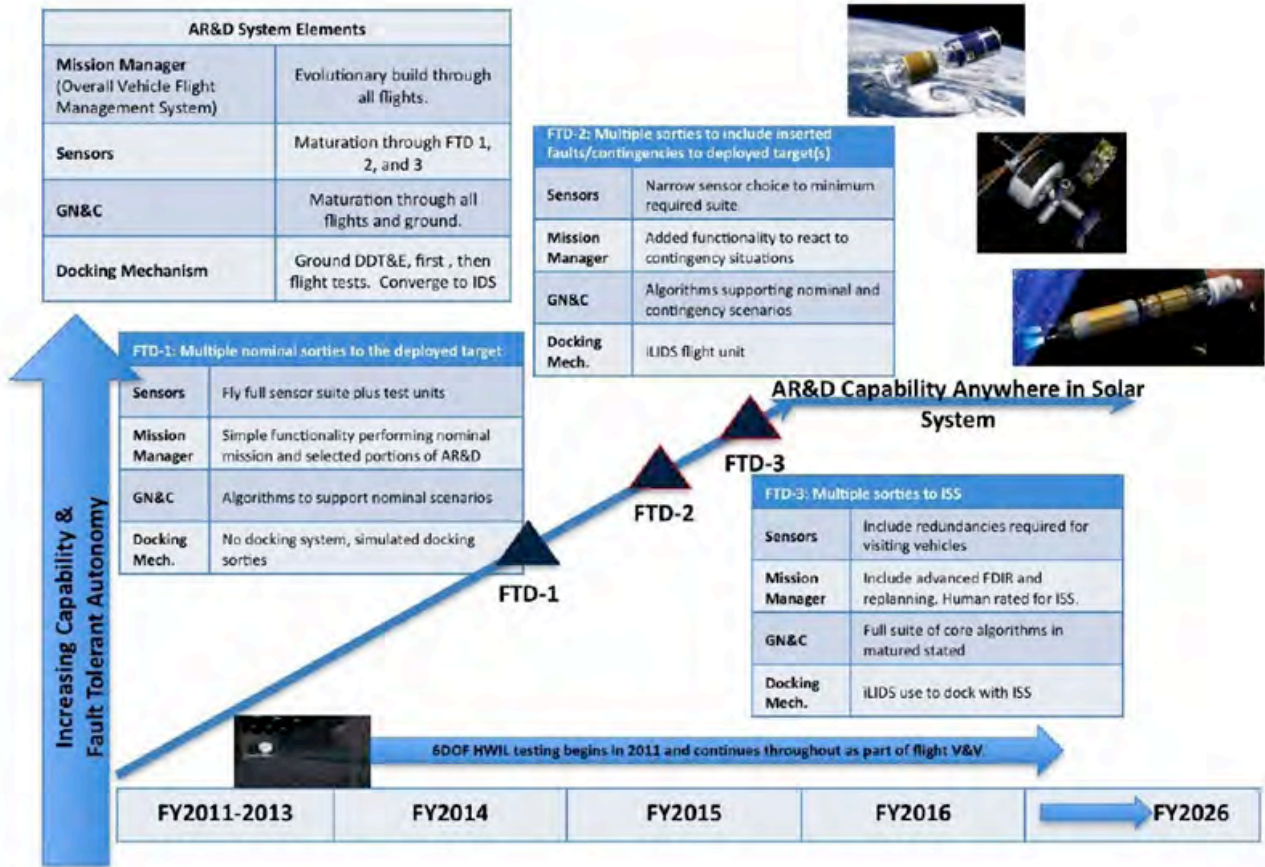 AR&D System Elements
Mission Manager
(Overall Vehicle Flight
Management System)
Evolutionary build through
all flights.
Sensors
Maturation through FTD 1,
2, and 3
GN&C
Maturation through all
flights and ground.
Docking Mechanism
Ground DDT&E, first , then
flight tests. Converge to IDS
FTD-2: Multiple sorties to include inserted
faults/contingencies to deployed target(s)
Sensors
Narrow sensor choice to minimum
required suite
Mission
Manager
Added functionality to react to
contingency situations
GN&C
Algorithms supporting nominal and
contingency scenarios
Docking
Mech.
iLIDS flight unit
FTD-1: Multiple nominal sorties to the deployed target
Sensors
Fly full sensor suite plus test units
Mission
Manager
Simple functionality performing nominal
mission and selected portions of AR&D
GN&C
Algorithms to support nominal scenarios
Docking
Mech.
No docking system, simulated docking
sorties
AR&D Capability Anywhere in Solar
System
FTD-3
FTD-2
FTD-1
FTD-3: Multiple sorties to ISS
Sensors
Include redundancies required for
visiting vehicles
Mission
Manager
Include advanced FDIR and
replanning. Human rated for ISS.
GN&C
Full suite of core algorithms in
matured stated
Docking
Mech.
iLIDS use to dock with ISS
Increasing Capability &
Fault Tolerant Autonomy
6DOF HWIL testing begins in 2011 and continues throughout as part of flight V&V.
FY2011-2013
FY2014
FY2015
FY2016
FY2026